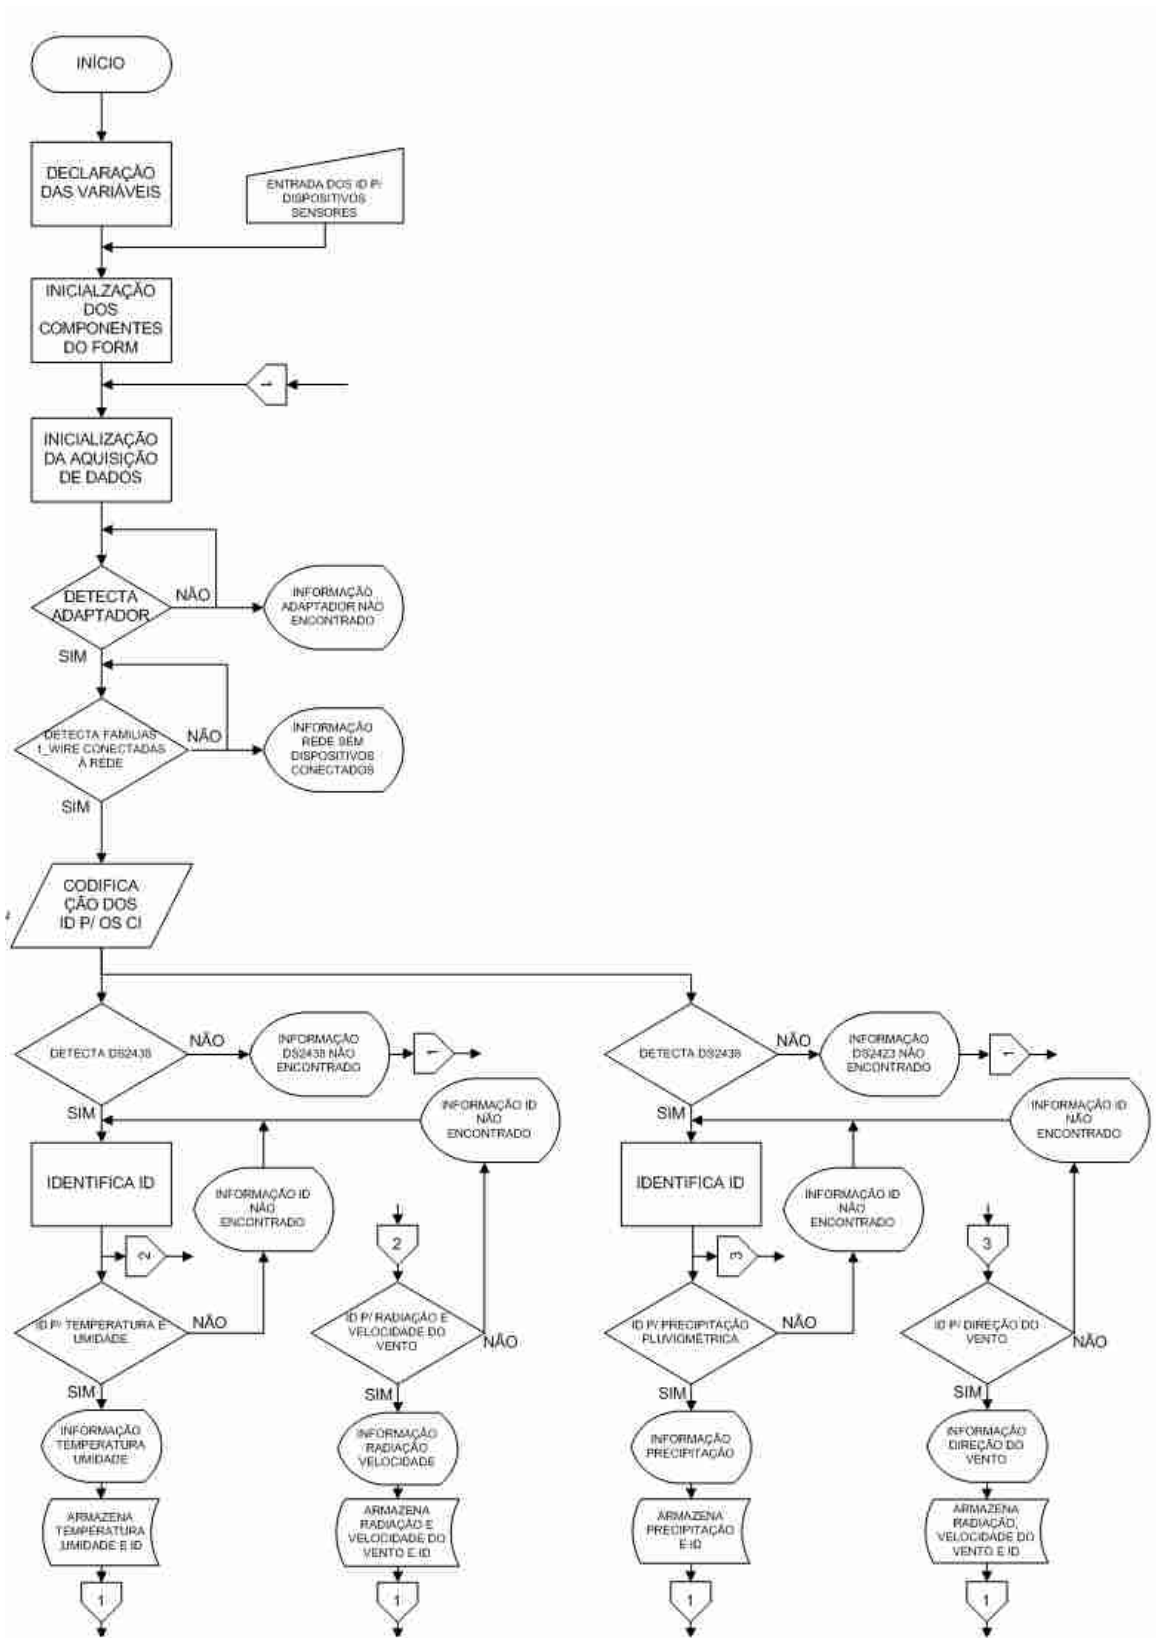 INÍCIO
DECLARAÇÃO
DAS VARIÁVEIS
ENTRADA DOS ID P/
DISPOSITIVOS
SENSORES
INICIALZAÇÃO
DOS
COMPONENTES
DO FORM
1
INICIALIZAÇÃO
DA AQUISIÇÃO
DE DADOS
DETECTA
ADAPTADOR
NÃO
INFORMAÇÃO
ADAPTADOR NÃO
ENCONTRADO
SIM
DETECTA FAMILIAS
1_WIRE CONECTADAS
À REDE
NÃO
INFORMAÇÃO
REDE SEM
DISPOSITIVOS
CONECTADOS
SIM
CODIFICA
ÇÃO DOS
ID P/ OS CI
DETECTA DS2438
NÃO
INFORMAÇÃO
DS2438 NÃO
ENCONTRADO
1
DETECTA DS2438
NÃO
INFORMAÇÃO
DS2423 NÃO
ENCONTRADO
1
SIM
INFORMAÇÃO ID
NÃO
ENCONTRADO
SIM
INFORMAÇÃO ID
NÃO
ENCONTRADO
IDENTIFICA ID
INFORMAÇÃO ID
NÃO
ENCONTRADO
IDENTIFICA ID
INFORMAÇÃO ID
NÃO
ENCONTRADO
2
2
3
3
ID P/ TEMPERATURA E
UMIDADE
NÃO
ID P/ RADIAÇÃO E
VELOCIDADE DO
VENTO
NÃO
ID P/ PRECIPITAÇÃO
PLUVIOMÉTRICA
NÃO
ID P/ DIREÇÃO DO
VENTO
NÃO
SIM
SIM
SIM
SIM
INFORMAÇÃO
TEMPERATURA
UMIDADE
INFORMAÇÃO
RADIAÇÃO
VELOCIDADE
INFORMAÇÃO
PRECIPITAÇÃO
INFORMAÇÃO
DIREÇÃO DO
VENTO
ARMAZENA
TEMPERATURA
UMIDADE E ID
ARMAZENA
RADIAÇÃO E
VELOCIDADE DO
VENTO E ID
ARMAZENA
PRECIPITAÇÃO
E ID
ARMAZENA
RADIAÇÃO,
VELOCIDADE DO
VENTO E ID
1
1
1
1